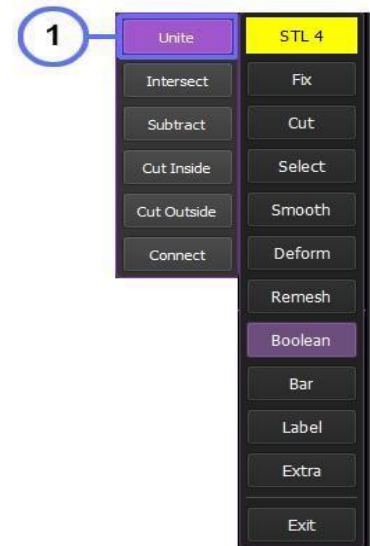 1
Unite
Intersect
Subtract
Cut Inside
Cut Outside
Connect
STL 4
Fix
Cut
Select
Smooth
Deform
Remesh
Boolean
Bar
Label
Extra
Exit